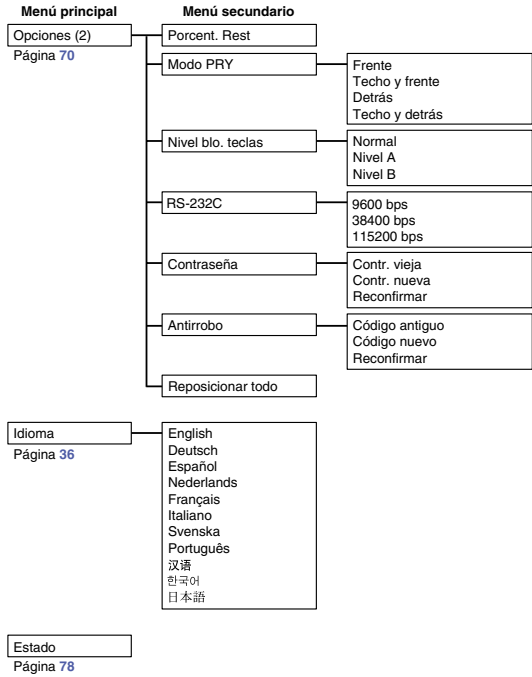 Menú principal
Menú secundario
Opciones (2)
Página 70
Porcent. Rest
Modo PRY
Frente
Techo y frente
Detrás
Techo y detrás
Nivel blo. teclas
Normal
Nivel A
Nivel B
RS-232C
9600 bps
38400 bps
115200 bps
Contraseña
Contr. vieja
Contr. nueva
Reconfirmar
Antirrobo
Código antiguo
Código nuevo
Reconfirmar
Reposicionar todo
Idioma
Página 36
English
Deutsch
Español
Nederlands
Français
Italiano
Svenska
Português
汉语
한국어
日本語
Estado
Página 78